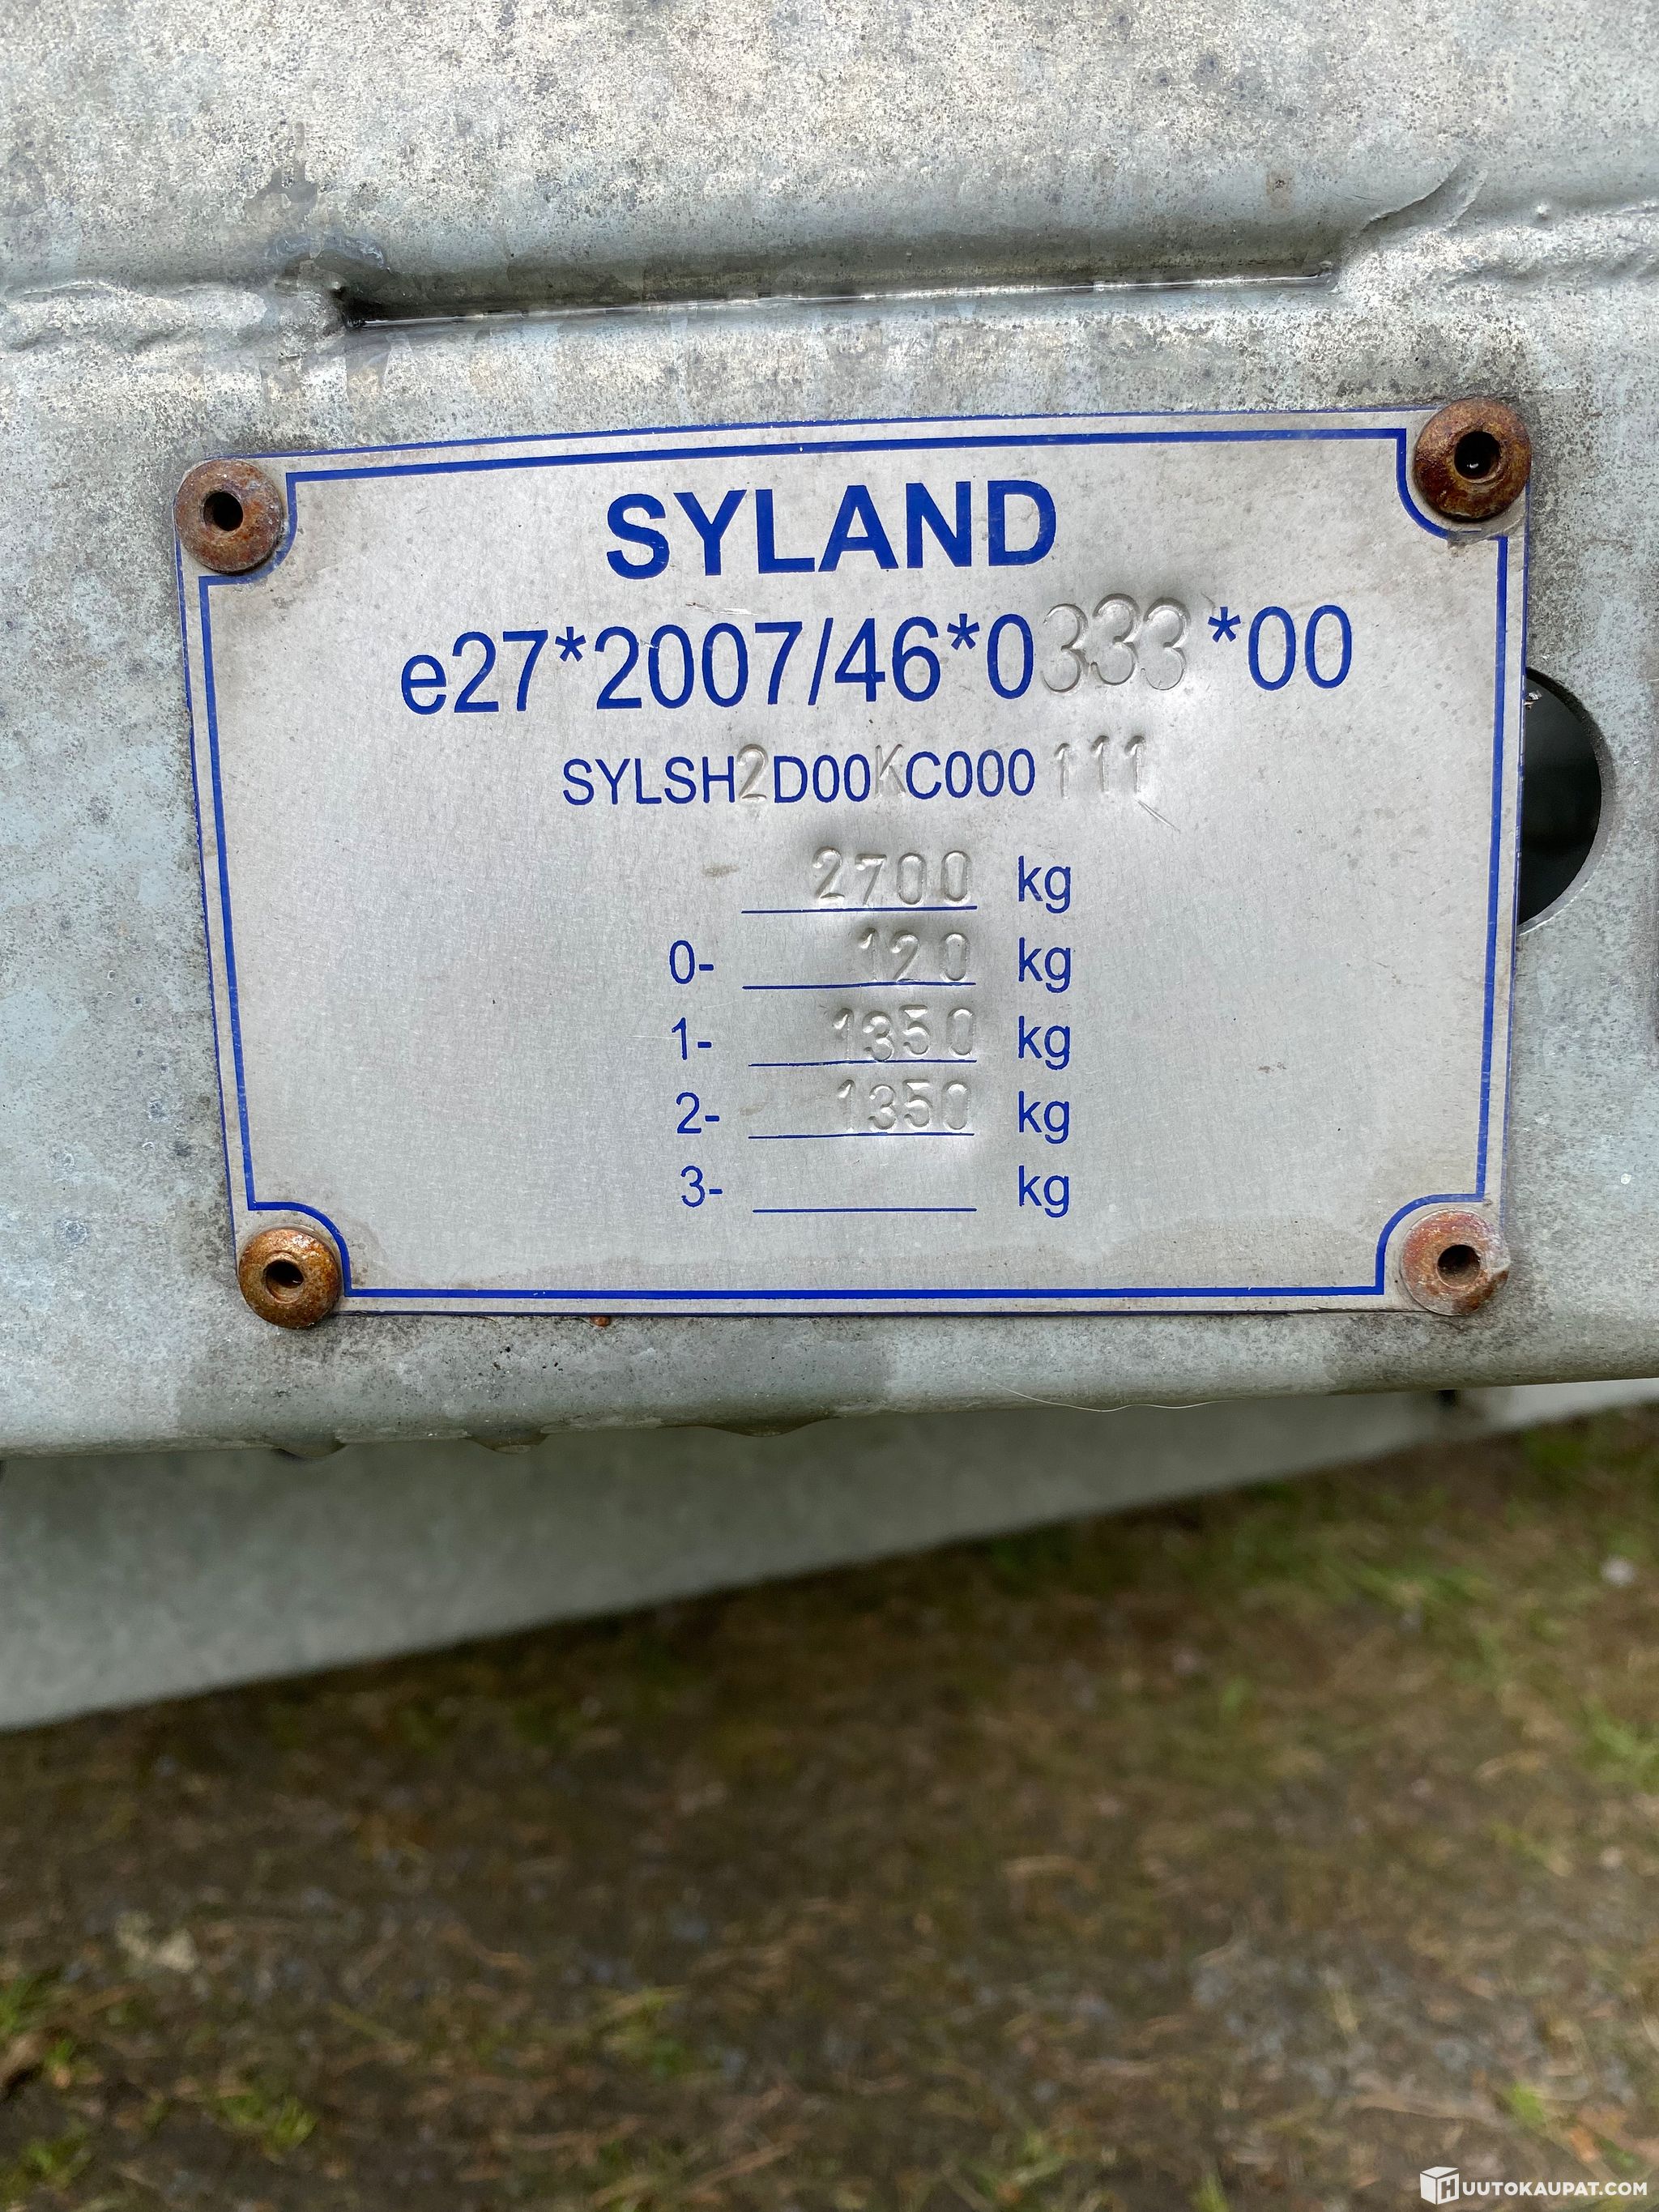 SYLAND
e27*2007/46*0333*00
SYLSH2D00KC000111
2700 kg
0- 120 kg
1- 1350 kg
2- 1350 kg
3- kg
HUUTOKAUPAT.COM